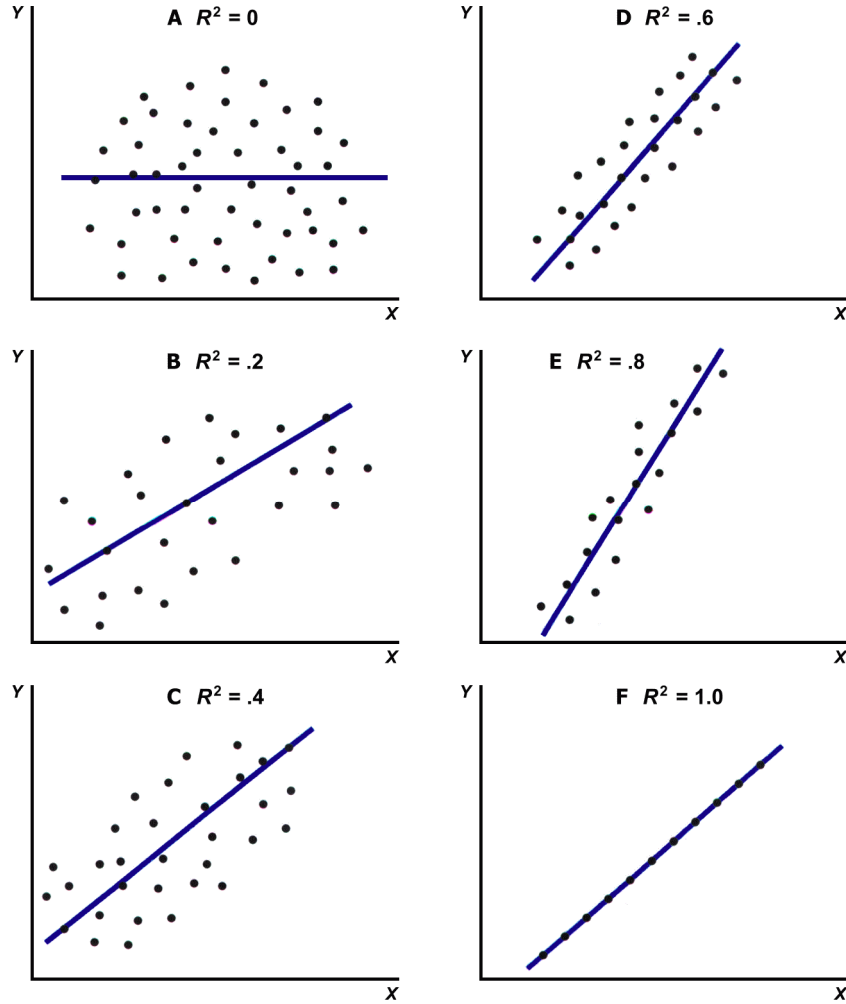 Y
A R² = 0
X
Y
D R² = .6
X
Y
B R² = .2
X
Y
E R² = .8
X
Y
C R² = .4
X
Y
F R² = 1.0
X